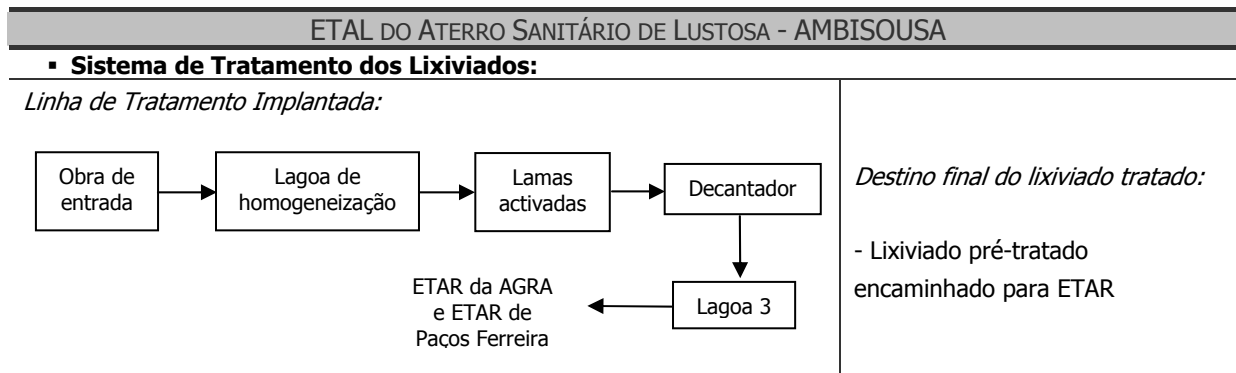 ETAL DO ATERRO SANITÁRIO DE LUSTOSA - AMBISOUSA
▪ Sistema de Tratamento dos Lixiviados:
Linha de Tratamento Implantada:
Obra de
entrada
Lagoa de
homogeneização
Lamas
activadas
Decantador
Lagoa 3
ETAR da AGRA
e ETAR de
Paços Ferreira
Destino final do lixiviado tratado:
- Lixiviado pré-tratado
encaminhado para ETAR